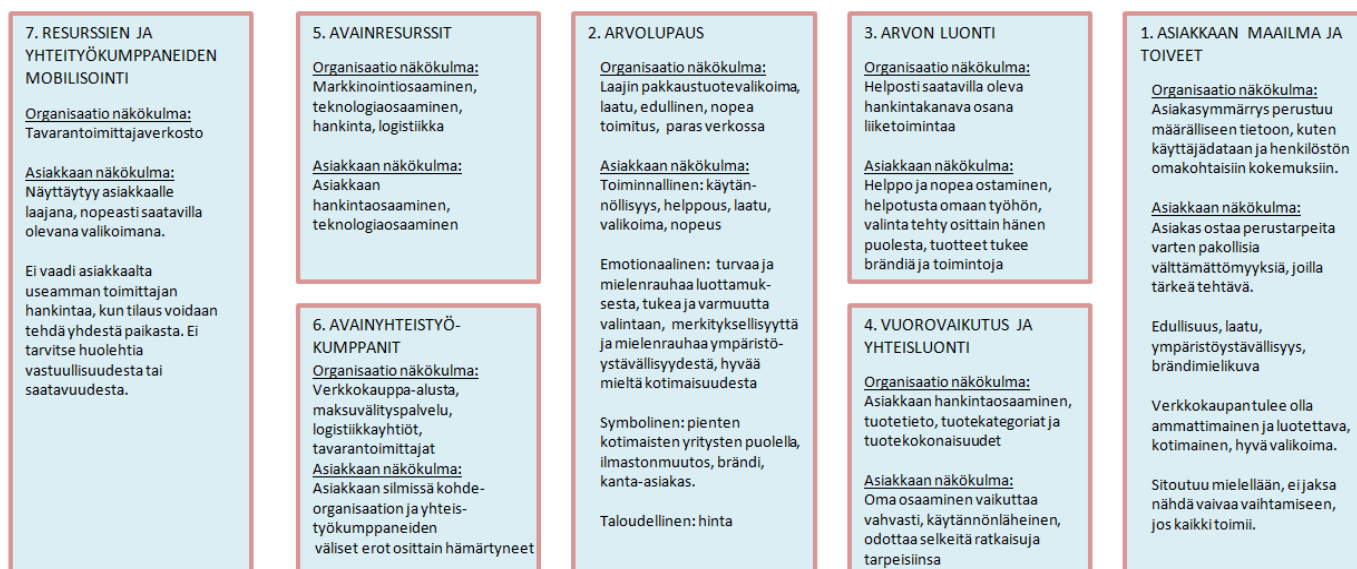 7. RESURSSIEN JA
YHTEITYÖKUMPPANEIDEN
MOBILISOINTI
Organisaatio näkökulma:
Tavarantoimittajaverkosto
Asiakkaan näkökulma:
Näyttäytyy asiakkaalle
laajana, nopeasti saatavilla
olevana valikoimana.
Ei vaadi asiakkaalta
useamman toimittajan
hankintaa, kun tilaus voidaan
tehdä yhdestä paikasta. Ei
tarvitse huolehtia
vastuullisuudesta tai
saatavuudesta.
5. AVAINRESURSSIT
Organisaatio näkökulma:
Markkinointiosaaminen,
teknologiaosaaminen,
hankinta, logistiikka
Asiakkaan näkökulma:
Asiakkaan
hankintaosaaminen,
teknologiaosaaminen
6. AVAINYHTEISTYÖ-
KUMPPANIT
Organisaatio näkökulma:
Verkkokauppa-alusta,
maksuvälityspalvelu,
logistiikkayhtiöt,
tavarantoimittajat
Asiakkaan näkökulma:
Asiakkaan silmissä kohde-
organisaation ja yhteis-
työkumppaneiden
väliset erot osittain hämärtyneet
2. ARVOLUPAUS
Organisaatio näkökulma:
Laajin pakkaustuotevalikoima,
laatu, edullinen, nopea
toimitus, paras verkossa
Asiakkaan näkökulma:
Toiminnallinen: käytän-
nöllisyys, helppous, laatu,
valikoima, nopeus
Emotionaalinen: turvaa ja
mielenrauhaa luottamuk-
sesta, tukea ja varmuutta
valintaan, merkityksellisyyttä
ja mielenrauhaa ympäristö-
ystävällisyydestä, hyvää
mieltä kotimaisuudesta
Symbolinen: pienten
kotimaisten yritysten puolella,
ilmastonmuutos, brändi,
kanta-asiakas.
Taloudellinen: hinta
3. ARVON LUONTI
Organisaatio näkökulma:
Helposti saatavilla oleva
hankintakanava osana
liiketoimintaa
Asiakkaan näkökulma:
Helppo ja nopea ostaminen,
helpotusta omaan työhön,
valinta tehty osittain hänen
puolesta, tuotteet tukee
brändiä ja toimintoja
4. VUOROVAIKUTUS JA
YHTEISLUONTI
Organisaatio näkökulma:
Asiakkaan hankintaosaaminen,
tuotetieto, tuotekategoriat ja
tuotekokonaisuudet
Asiakkaan näkökulma:
Oma osaaminen vaikuttaa
vahvasti, käytännönläheinen,
odottaa selkeitä ratkaisuja
tarpeisiinsa
1. ASIAKKAAN MAAILMA JA
TOIVEET
Organisaatio näkökulma:
Asiakasymmärrys perustuu
määrälliseen tietoon, kuten
käyttäjädataan ja henkilöstön
omakohtaisiin kokemuksiin.
Asiakkaan näkökulma:
Asiakas ostaa perustarpeita
varten pakollisia
välttämättömyyksiä, joilla
tärkeä tehtävä.
Edullisuus, laatu,
ympäristöystävällisyys,
brändimielikuva
Verkkokaupan tulee olla
ammattimainen ja luotettava,
kotimainen, hyvä valikoima.
Sitoutuu mielellään, ei jaksa
nähdä vaivaa vaihtamiseen,
jos kaikki toimii.